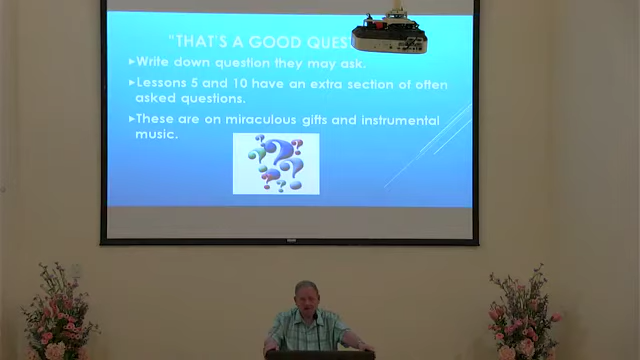 "THAT'S A GOOD QUES
▸Write down question they may ask.
▸Lessons 5 and 10 have an extra section of often
asked questions.
▸These are on miraculous gifts and instrumental
music.